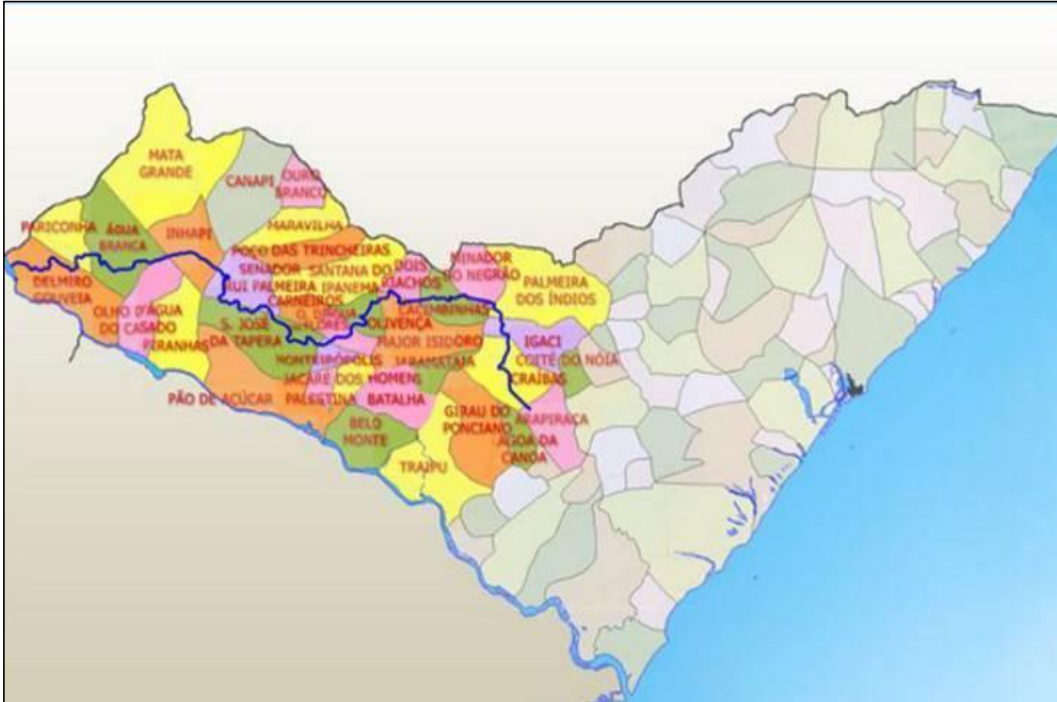 MATA
GRANDE
CANAPI
OURO
BRANCO
PARICONHA
ÁGUA
BRANCA
INHAPI
MARAVILHA
POÇO DAS TRINCHEIRAS
SENADOR
RUI PALMEIRA
SANTANA DO
IPANEMA
DOIS
RIACHOS
MINADOR
DO NEGRÃO
PALMEIRA
DOS ÍNDIOS
DELMIRO
GOUVEIA
OLHO D'ÁGUA
DO CASADO
PIRANHAS
S. JOSÉ
DA TAPERA
CARNEIROS
OLIVENÇA
CACIMBINHAS
MAJOR ISIDORO
IGACI
COITÉ DO NÓIA
CRAÍBAS
MONTEIRÓPOLIS
JARAMATAIA
JACARÉ DOS HOMENS
PÃO DE AÇÚCAR
PALESTINA
BATALHA
BELO
MONTE
GIRAU DO
PONCIANO
ARAPIRACA
LAGOA DA
CANOA
TRAIPU